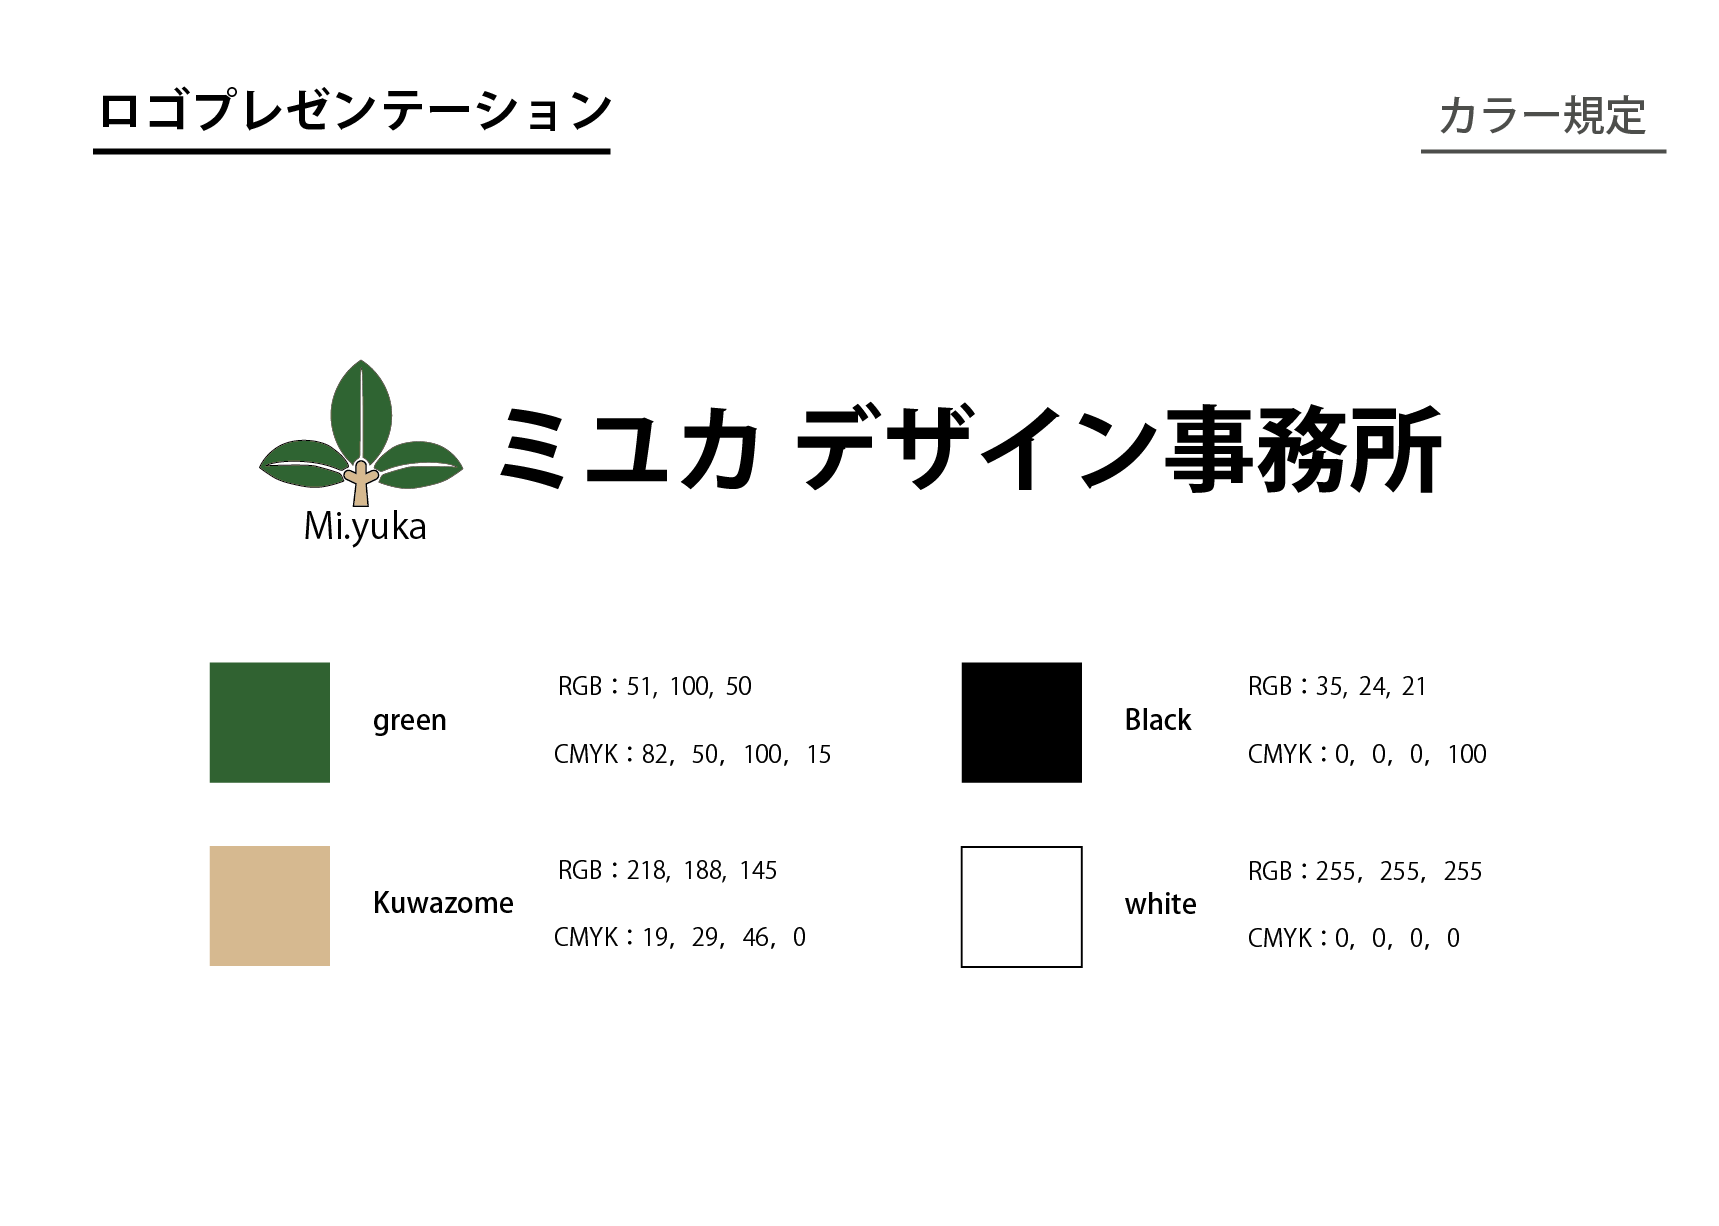 ロゴプレゼンテーション
カラー規定
ミユカ デザイン事務所
Mi.yuka
green
RGB：51, 100, 50
CMYK：82, 50, 100, 15
Black
RGB：35, 24, 21
CMYK：0, 0, 0, 100
Kuwazome
RGB：218, 188, 145
CMYK：19, 29, 46, 0
white
RGB：255, 255, 255
CMYK：0, 0, 0, 0